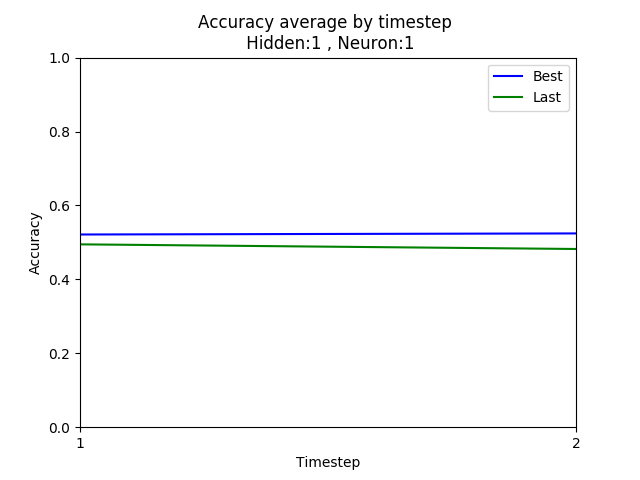 Accuracy average by timestep
Hidden:1 , Neuron:1
Best
Last
Accuracy
1.0
0.8
0.6
0.4
0.2
0.0
1
2
Timestep